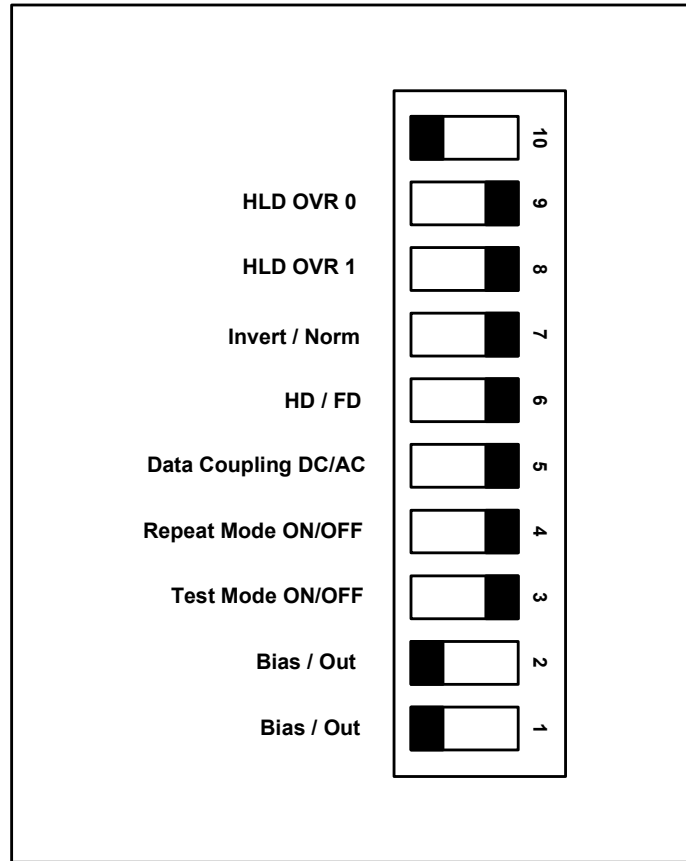 10
HLD OVR 0 9
HLD OVR 1 8
Invert / Norm 7
HD / FD 6
Data Coupling DC/AC 5
Repeat Mode ON/OFF 4
Test Mode ON/OFF 3
Bias / Out 2
Bias / Out 1